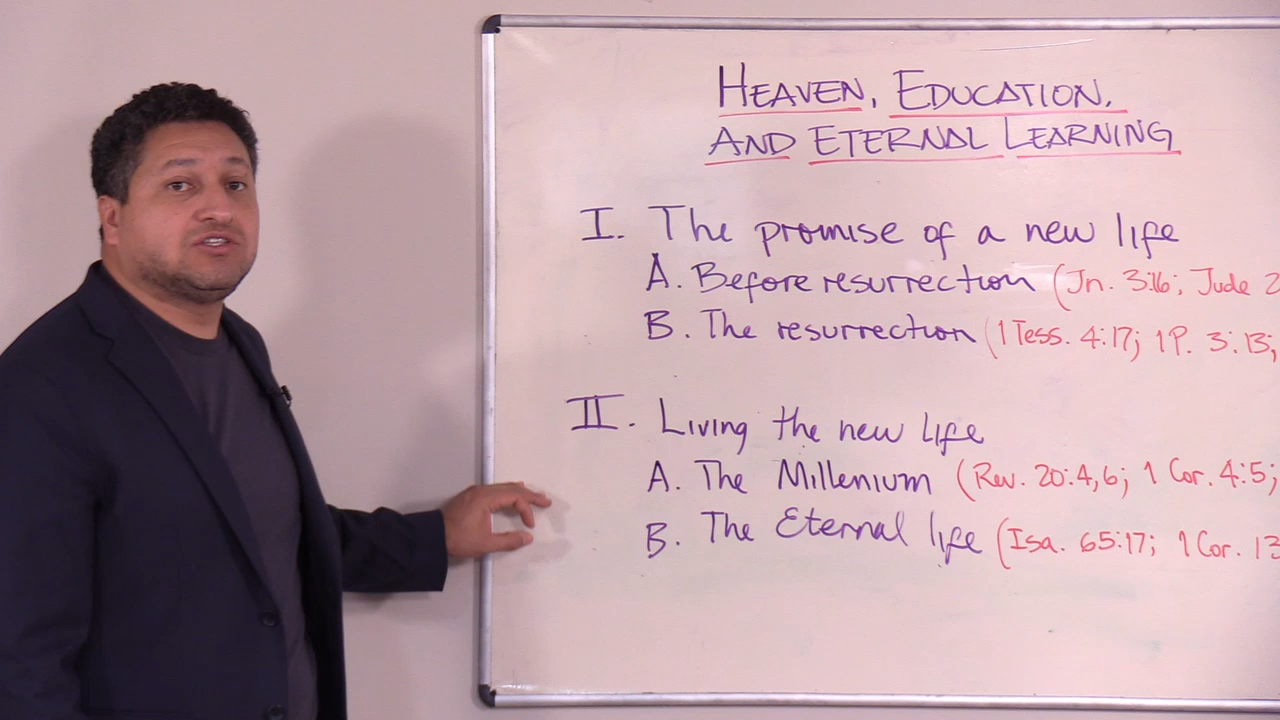 HEAVEN, EDUCATION,
AND ETERNAL LEARNING
I. The promise of a new life
A. Before resurrection (Jn. 3:16; Jude 2
B. The resurrection (1 Tess. 4:17; 1 P. 3:13;
II. Living the new life
A. The Millenium (Rev. 20:4,6; 1 Cor. 4:5;
B. The Eternal life (Isa. 65:17; 1 Cor. 13